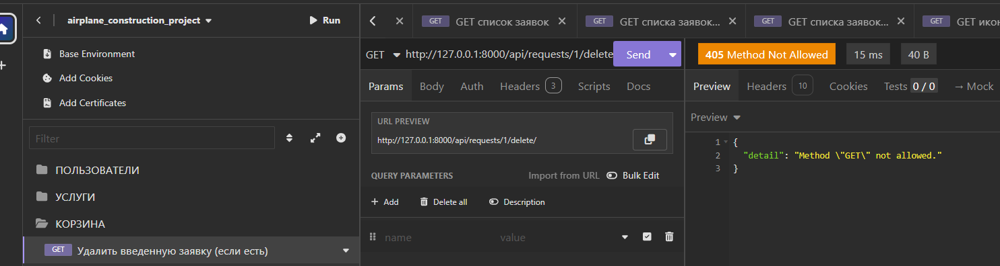 airplane_construction_project
Run
Base Environment
Add Cookies
Add Certificates
Filter
ПОЛЬЗОВАТЕЛИ
УСЛУГИ
КОРЗИНА
GET Удалить введенную заявку (если есть)
GET GET список заявок
GET GET списка заявок...
GET GET списка заявок...
GET GET икон
GET http://127.0.0.1:8000/api/requests/1/delete
Send
Params Body Auth Headers 3 Scripts Docs
URL PREVIEW
http://127.0.0.1:8000/api/requests/1/delete/
QUERY PARAMETERS Import from URL Bulk Edit
+ Add Delete all Description
name value
405 Method Not Allowed 15 ms 40 B
Preview Headers 10 Cookies Tests 0 / 0 → Mock
Preview
1 {
2 "detail": "Method \"GET\" not allowed."
3 }